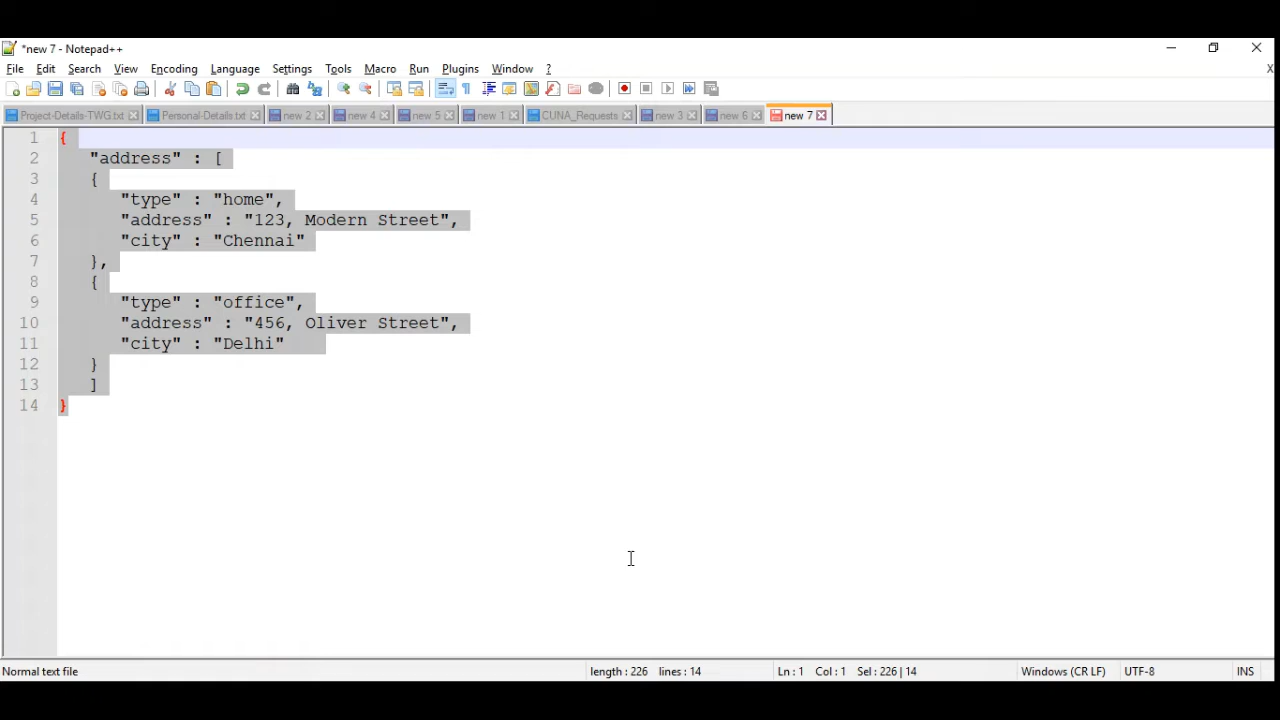 *new 7 - Notepad++
File Edit Search View Encoding Language Settings Tools Macro Run Plugins Window ? X
Project-Details-TWG.txt Personal-Details.txt new 2 new 4 new 5 new 1 CUNA_Requests new 3 new 6 new 7
1 {
2 "address" : [
3 {
4 "type" : "home",
5 "address" : "123, Modern Street",
6 "city" : "Chennai"
7 },
8 {
9 "type" : "office",
10 "address" : "456, Oliver Street",
11 "city" : "Delhi"
12 }
13 ]
14 }
Normal text file length : 226 lines : 14 Ln : 1 Col : 1 Sel : 226 | 14 Windows (CR LF) UTF-8 INS